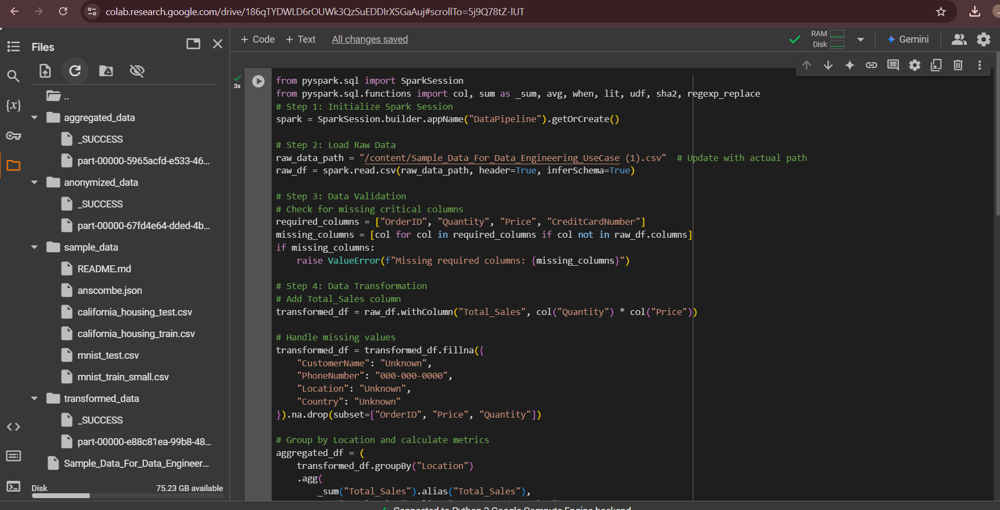 colab.research.google.com/drive/186qTYDWLD6rOUWk3QzSuEDDIrXSGaAuj#scrollTo=5j9Q78tZ-lUT
Files
+ Code + Text All changes saved
RAM
Disk
Gemini
..
aggregated_data
_SUCCESS
part-00000-5965acfd-e533-46...
anonymized_data
_SUCCESS
part-00000-67fd4e64-dded-4b...
sample_data
README.md
anscombe.json
california_housing_test.csv
california_housing_train.csv
mnist_test.csv
mnist_train_small.csv
transformed_data
_SUCCESS
part-00000-e88c81ea-99b8-48...
Sample_Data_For_Data_Engineer...
Disk 75.23 GB available
3s
from pyspark.sql import SparkSession
from pyspark.sql.functions import col, sum as _sum, avg, when, lit, udf, sha2, regexp_replace
# Step 1: Initialize Spark Session
spark = SparkSession.builder.appName("DataPipeline").getOrCreate()
# Step 2: Load Raw Data
raw_data_path = "/content/Sample_Data_For_Data_Engineering_UseCase (1).csv"  # Update with actual path
raw_df = spark.read.csv(raw_data_path, header=True, inferSchema=True)
# Step 3: Data Validation
# Check for missing critical columns
required_columns = ["OrderID", "Quantity", "Price", "CreditCardNumber"]
missing_columns = [col for col in required_columns if col not in raw_df.columns]
if missing_columns:
    raise ValueError(f"Missing required columns: {missing_columns}")
# Step 4: Data Transformation
# Add Total_Sales column
transformed_df = raw_df.withColumn("Total_Sales", col("Quantity") * col("Price"))
# Handle missing values
transformed_df = transformed_df.fillna({
    "CustomerName": "Unknown",
    "PhoneNumber": "000-000-0000",
    "Location": "Unknown",
    "Country": "Unknown"
}).na.drop(subset=["OrderID", "Price", "Quantity"])
# Group by Location and calculate metrics
aggregated_df = (
    transformed_df.groupBy("Location")
    .agg(
        _sum("Total_Sales").alias("Total_Sales"),
Connected to Python 3 Google Compute Engine backend